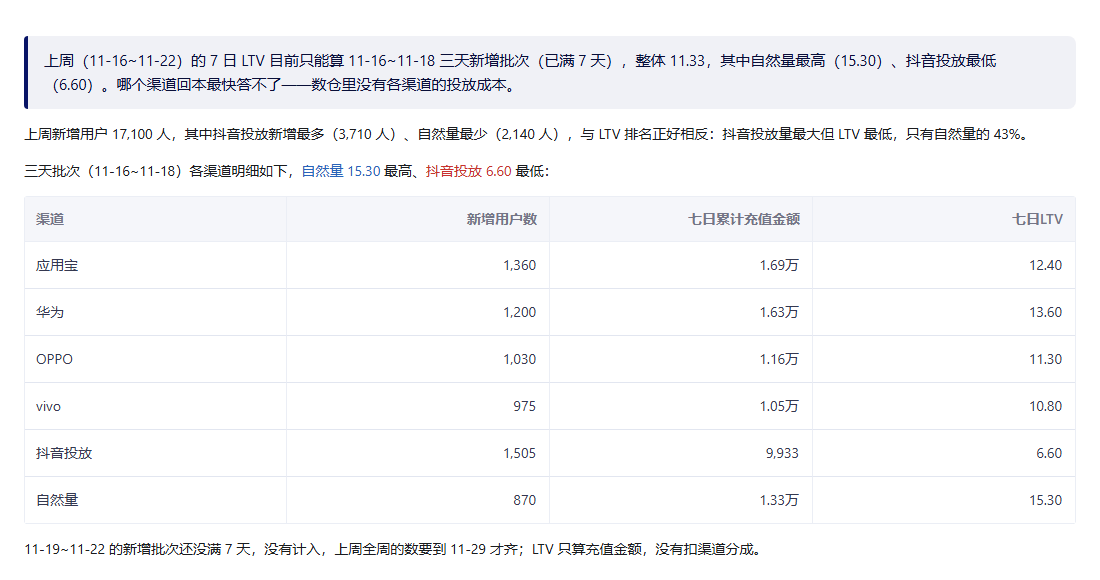 上周（11-16~11-22）的 7 日 LTV 目前只能算 11-16~11-18 三天新增批次（已满 7 天），整体 11.33，其中自然量最高（15.30）、抖音投放最低
（6.60）。哪个渠道回本最快答不了——数仓里没有各渠道的投放成本。
上周新增用户 17,100 人，其中抖音投放新增最多（3,710 人）、自然量最少（2,140 人），与 LTV 排名正好相反：抖音投放量最大但 LTV 最低，只有自然量的 43%。
三天批次（11-16~11-18）各渠道明细如下，自然量 15.30 最高、抖音投放 6.60 最低：
渠道 新增用户数 七日累计充值金额 七日LTV
应用宝 1,360 1.69万 12.40
华为 1,200 1.63万 13.60
OPPO 1,030 1.16万 11.30
vivo 975 1.05万 10.80
抖音投放 1,505 9,933 6.60
自然量 870 1.33万 15.30
11-19~11-22 的新增批次还没满 7 天，没有计入，上周全周的数要到 11-29 才齐；LTV 只算充值金额，没有扣渠道分成。